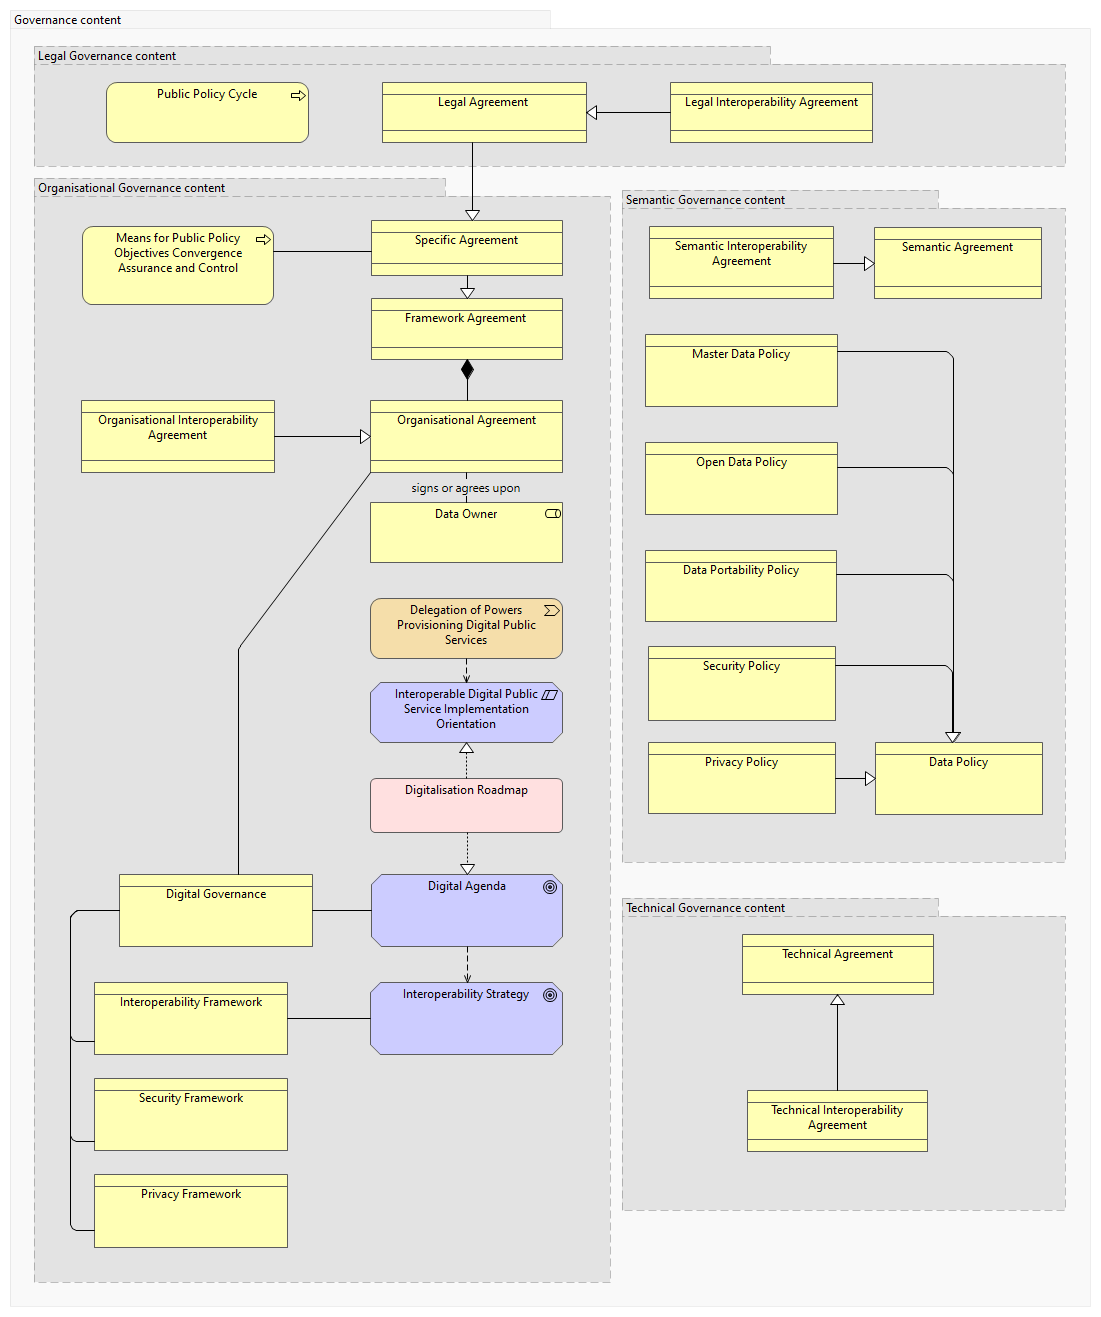 Governance content
Legal Governance content
Public Policy Cycle
Legal Agreement
Legal Interoperability Agreement
Organisational Governance content
Means for Public Policy
Objectives Convergence
Assurance and Control
Specific Agreement
Framework Agreement
Organisational Interoperability
Agreement
Organisational Agreement
signs or agrees upon
Data Owner
Delegation of Powers
Provisioning Digital Public
Services
Interoperable Digital Public
Service Implementation
Orientation
Digitalisation Roadmap
Digital Governance
Digital Agenda
Interoperability Framework
Interoperability Strategy
Security Framework
Privacy Framework
Semantic Governance content
Semantic Interoperability
Agreement
Semantic Agreement
Master Data Policy
Open Data Policy
Data Portability Policy
Security Policy
Privacy Policy
Data Policy
Technical Governance content
Technical Agreement
Technical Interoperability
Agreement